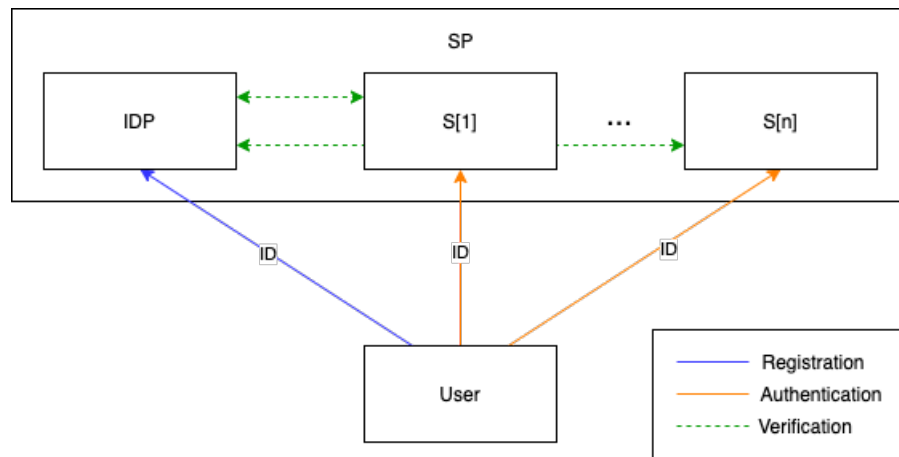 SP
IDP
S[1]
...
S[n]
ID
ID
ID
User
Registration
Authentication
Verification